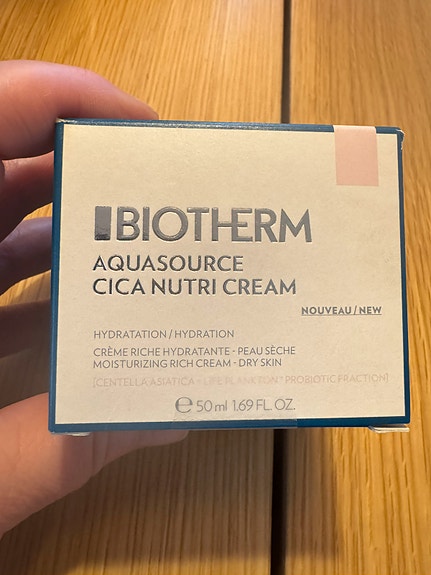 BIOTHERM
AQUASOURCE
CICA NUTRI CREAM
NOUVEAU / NEW
HYDRATATION / HYDRATION
CRÈME RICHE HYDRATANTE - PEAU SÈCHE
MOISTURIZING RICH CREAM - DRY SKIN
[CENTELLA ASIATICA + LIFE PLANKTON™ PROBIOTIC FRACTION]
℮ 50 ml 1.69 FL. OZ.